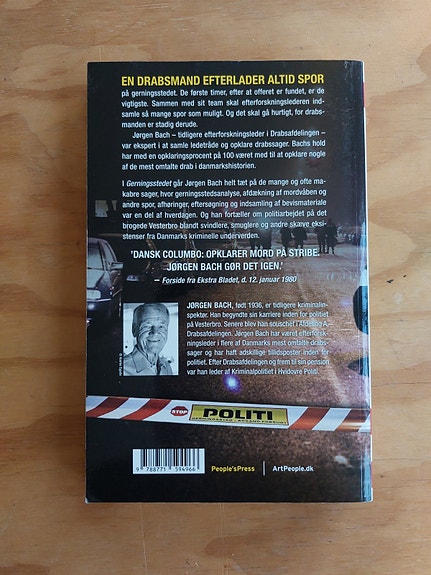 EN DRABSMAND EFTERLADER ALTID SPOR
på gerningsstedet. De første timer, efter at offeret er fundet, er de
vigtigste. Sammen med sit team skal efterforskningslederen ind-
samle så mange spor som muligt. Og det skal gå hurtigt, for drabs-
manden er stadig derude.
Jørgen Bach – tidligere efterforskningsleder i Drabsafdelingen –
var ekspert i at samle ledetråde og opklare drabssager. Bachs hold
har med en opklaringsprocent på 100 været med til at opklare nogle
af de mest omtalte drab i danmarkshistorien.
I Gerningsstedet går Jørgen Bach helt tæt på de mange og ofte ma-
kabre sager, hvor gerningsstedsanalyse, afdækning af mordvåben og
andre spor, afhøringer, eftersøgning og indsamling af bevismateriale
var en del af hverdagen. Og han fortæller om politiarbejdet på det
brogede Vesterbro blandt svindlere, smuglere og andre skæve eksi-
stenser fra Danmarks kriminelle underverden.
'DANSK COLUMBO: OPKLARER MORD PÅ STRIBE.
JØRGEN BACH GØR DET IGEN.'
– Forside fra Ekstra Bladet, d. 12. januar 1980
JØRGEN BACH, født 1936, er tidligere kriminalin-
spektør. Han begyndte sin karriere inden for politiet
på Vesterbro. Senere blev han souschef i Afdeling A,
Drabsafdelingen. Jørgen Bach har været efterforsk-
ningsleder i flere af Danmarks mest omtalte drabs-
sager og har haft adskillige tillidsposter inden for
politiet. Efter Drabsafdelingen og frem til sin pension
var han leder af Kriminalpolitiet i Hvidovre Politi.
STOP
POLITI
9 788771 594966
People'sPress
ArtPeople.dk